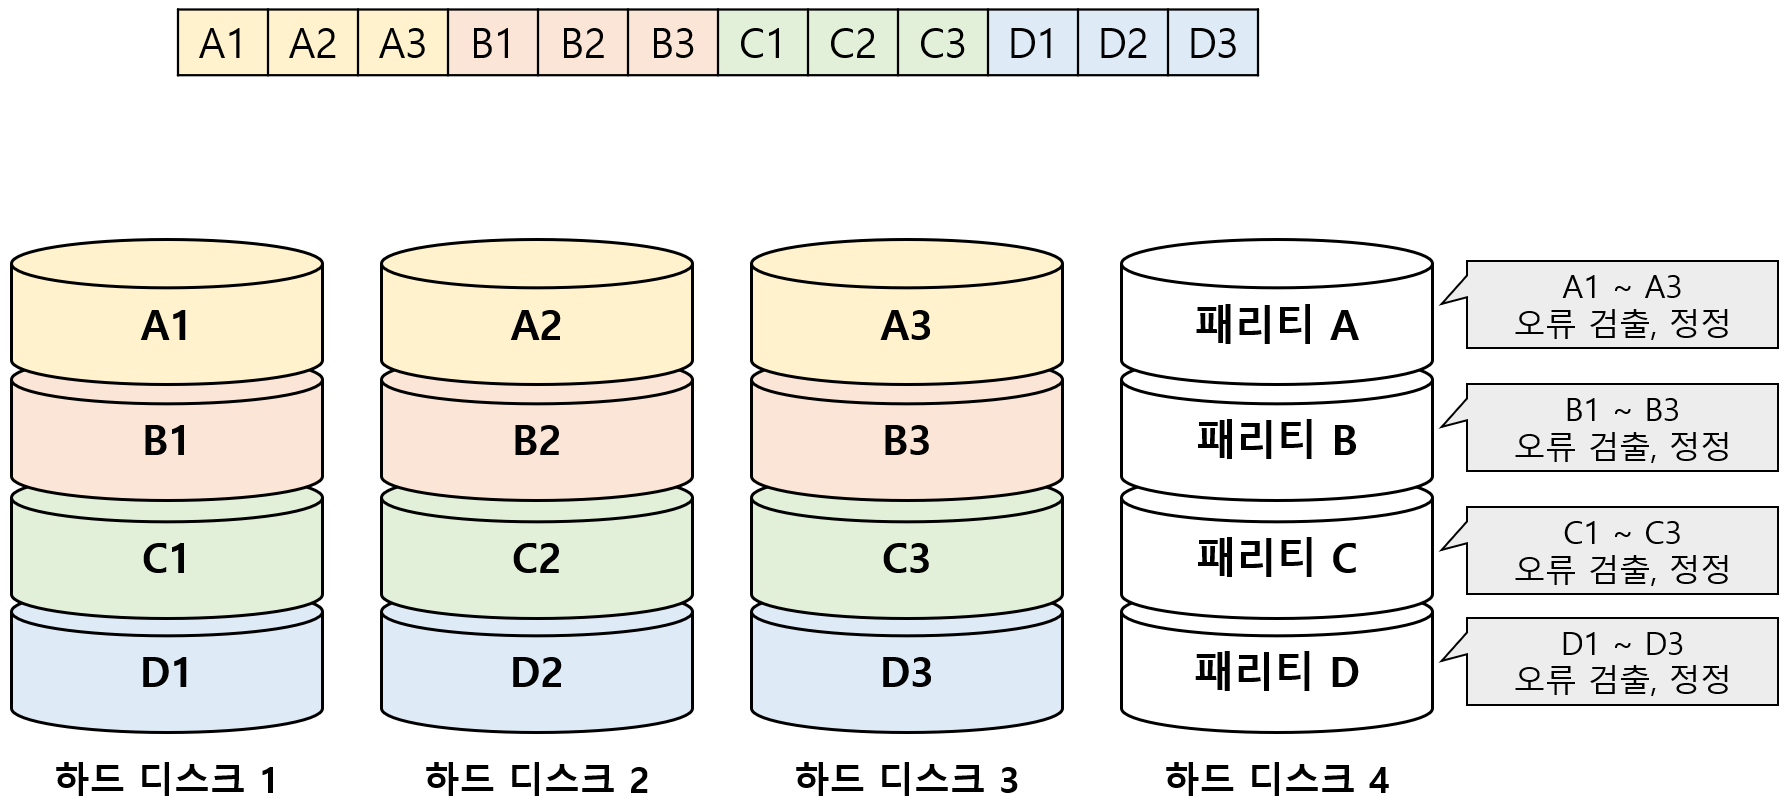 A1 A2 A3 B1 B2 B3 C1 C2 C3 D1 D2 D3
A1 A2 A3 패리티 A
A1 ~ A3
오류 검출, 정정
B1 B2 B3 패리티 B
B1 ~ B3
오류 검출, 정정
C1 C2 C3 패리티 C
C1 ~ C3
오류 검출, 정정
D1 D2 D3 패리티 D
D1 ~ D3
오류 검출, 정정
하드 디스크 1 하드 디스크 2 하드 디스크 3 하드 디스크 4